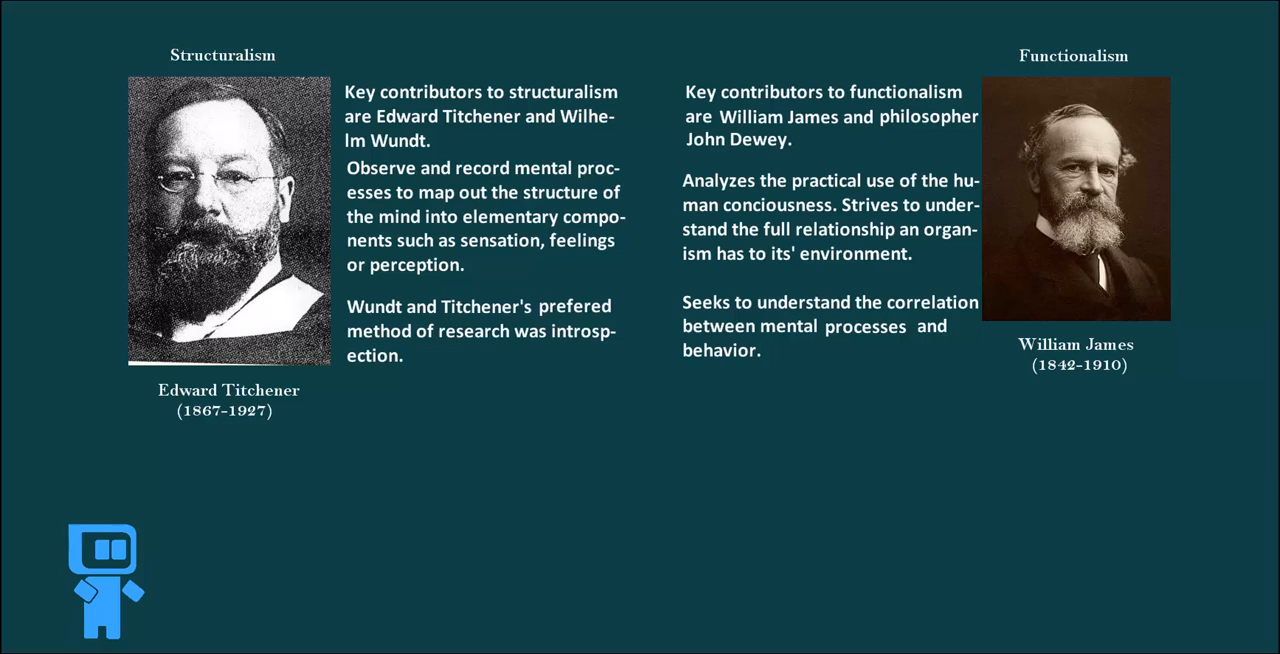 Structuralism
Key contributors to structuralism
are Edward Titchener and Wilhe-
lm Wundt.
Observe and record mental proc-
esses to map out the structure of
the mind into elementary compo-
nents such as sensation, feelings
or perception.
Wundt and Titchener's prefered
method of research was introsp-
ection.
Edward Titchener
(1867-1927)
Functionalism
Key contributors to functionalism
are William James and philosopher
John Dewey.
Analyzes the practical use of the hu-
man conciousness. Strives to under-
stand the full relationship an organ-
ism has to its' environment.
Seeks to understand the correlation
between mental processes and
behavior.
William James
(1842-1910)